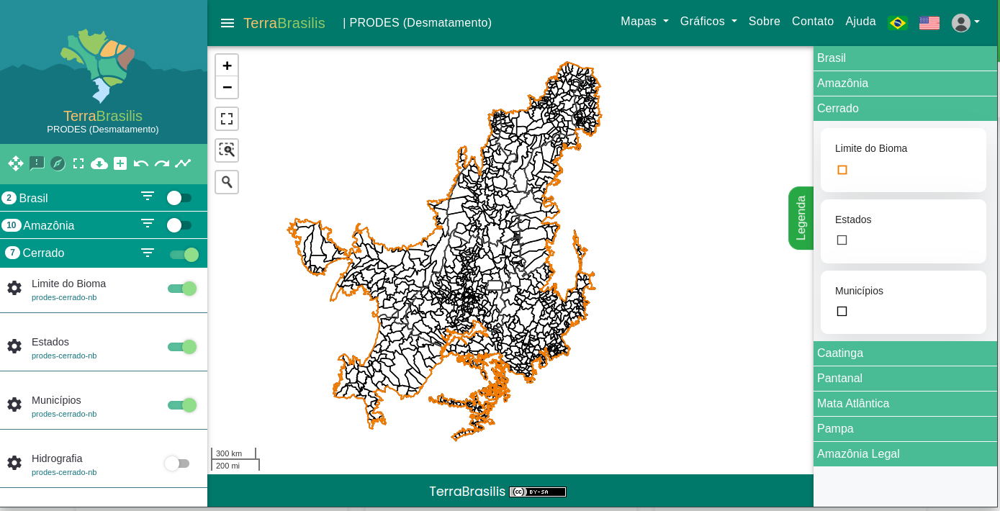 TerraBrasilis
PRODES (Desmatamento)
2 Brasil
10 Amazônia
7 Cerrado
Limite do Bioma
prodes-cerrado-nb
Estados
prodes-cerrado-nb
Municípios
prodes-cerrado-nb
Hidrografia
prodes-cerrado-nb
TerraBrasilis | PRODES (Desmatamento)
Mapas Gráficos Sobre Contato Ajuda
+
−
300 km
200 mi
Legenda
Brasil
Amazônia
Cerrado
Limite do Bioma
Estados
Municípios
Caatinga
Pantanal
Mata Atlântica
Pampa
Amazônia Legal
TerraBrasilis cc BY-SA